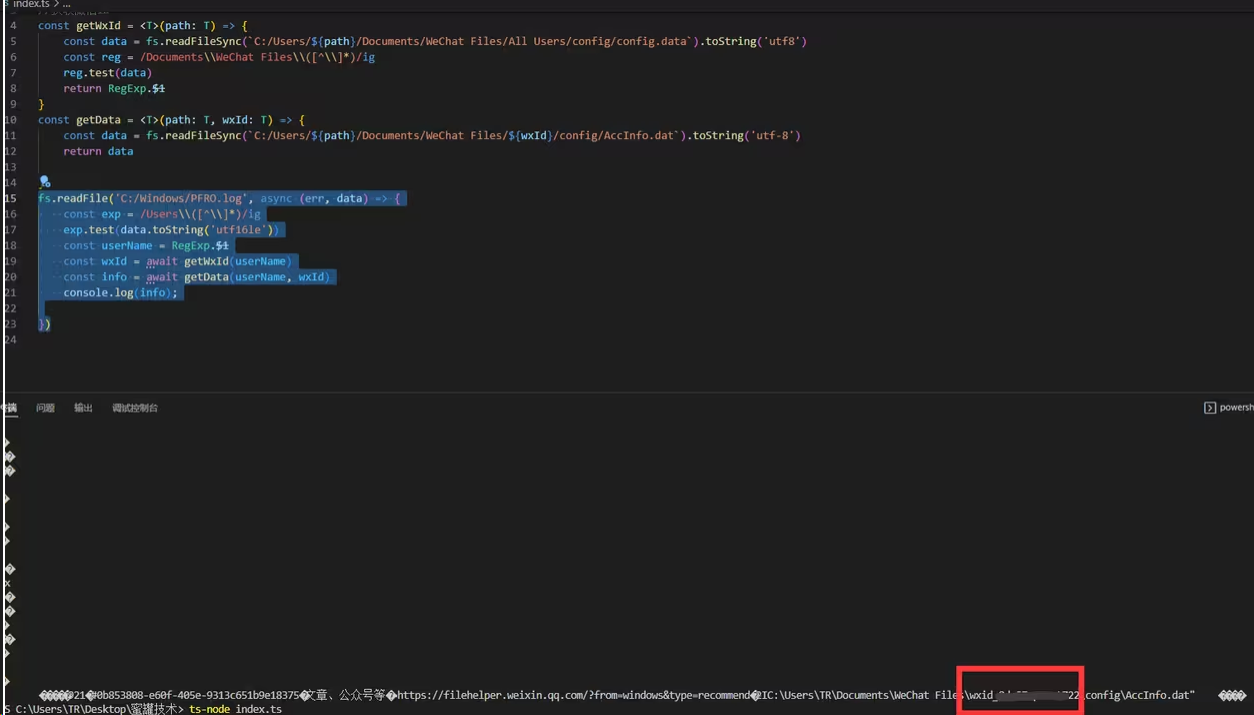 index.ts > ...
4 const getWxId = <T>(path: T) => {
5 const data = fs.readFileSync(`C:/Users/${path}/Documents/WeChat Files/All Users/config/config.data`).toString('utf8')
6 const reg = /Documents\\WeChat Files\\([^\\]*)/ig
7 reg.test(data)
8 return RegExp.$1
9 }
10 const getData = <T>(path: T, wxId: T) => {
11 const data = fs.readFileSync(`C:/Users/${path}/Documents/WeChat Files/${wxId}/config/AccInfo.dat`).toString('utf-8')
12 return data
13
14
15 fs.readFile('C:/Windows/PFRO.log', async (err, data) => {
16 const exp = /Users\\([^\\]*)/ig
17 exp.test(data.toString('utf16le'))
18 const userName = RegExp.$1
19 const wxId = await getWxId(userName)
20 const info = await getData(userName, wxId)
21 console.log(info);
22
23 })
24
终端 问题 输出 调试控制台 powersh
x
�����021�#0b853808-e60f-405e-9313c651b9e18375�文章、公众号等�https://filehelper.weixin.qq.com/?from=windows&type=recommend�2IC:\Users\TR\Documents\WeChat Files\wxid_ 722 config\AccInfo.dat" ����
S C:\Users\TR\Desktop\蜜罐技术> ts-node index.ts